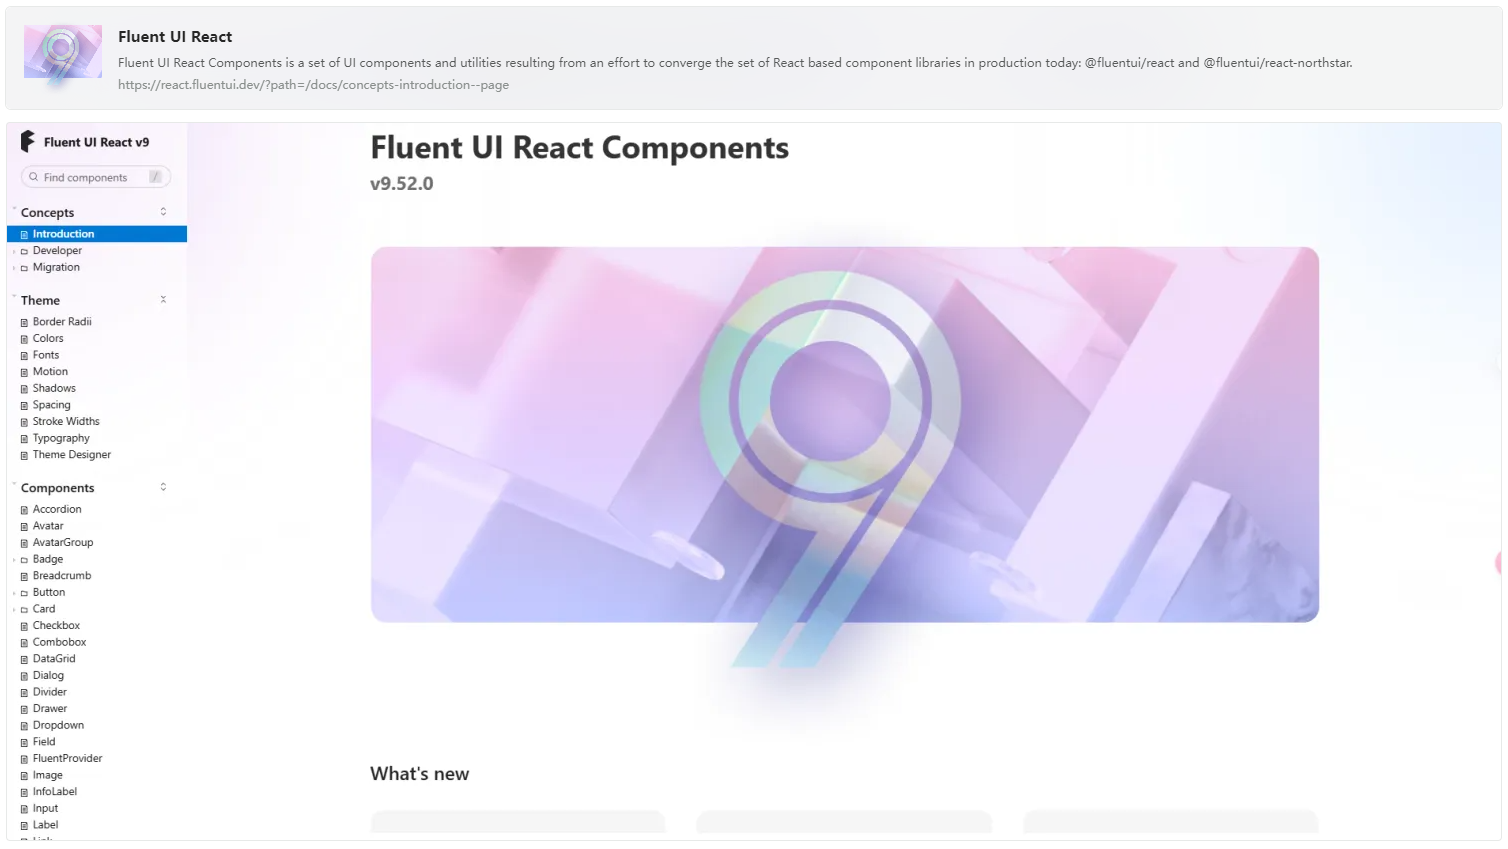 Fluent UI React
Fluent UI React Components is a set of UI components and utilities resulting from an effort to converge the set of React based component libraries in production today: @fluentui/react and @fluentui/react-northstar.
https://react.fluentui.dev/?path=/docs/concepts-introduction--page
Fluent UI React v9
Find components /
Concepts
Introduction
Developer
Migration
Theme
Border Radii
Colors
Fonts
Motion
Shadows
Spacing
Stroke Widths
Typography
Theme Designer
Components
Accordion
Avatar
AvatarGroup
Badge
Breadcrumb
Button
Card
Checkbox
Combobox
DataGrid
Dialog
Divider
Drawer
Dropdown
Field
FluentProvider
Image
InfoLabel
Input
Label
Fluent UI React Components
v9.52.0
9
What's new